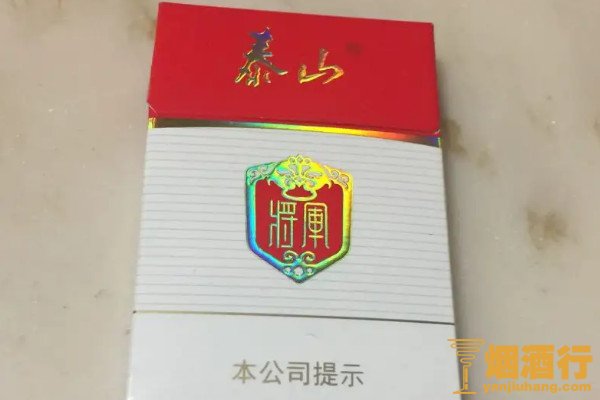 泰山
将军
本公司提示
烟酒行
yanjiuhang.com